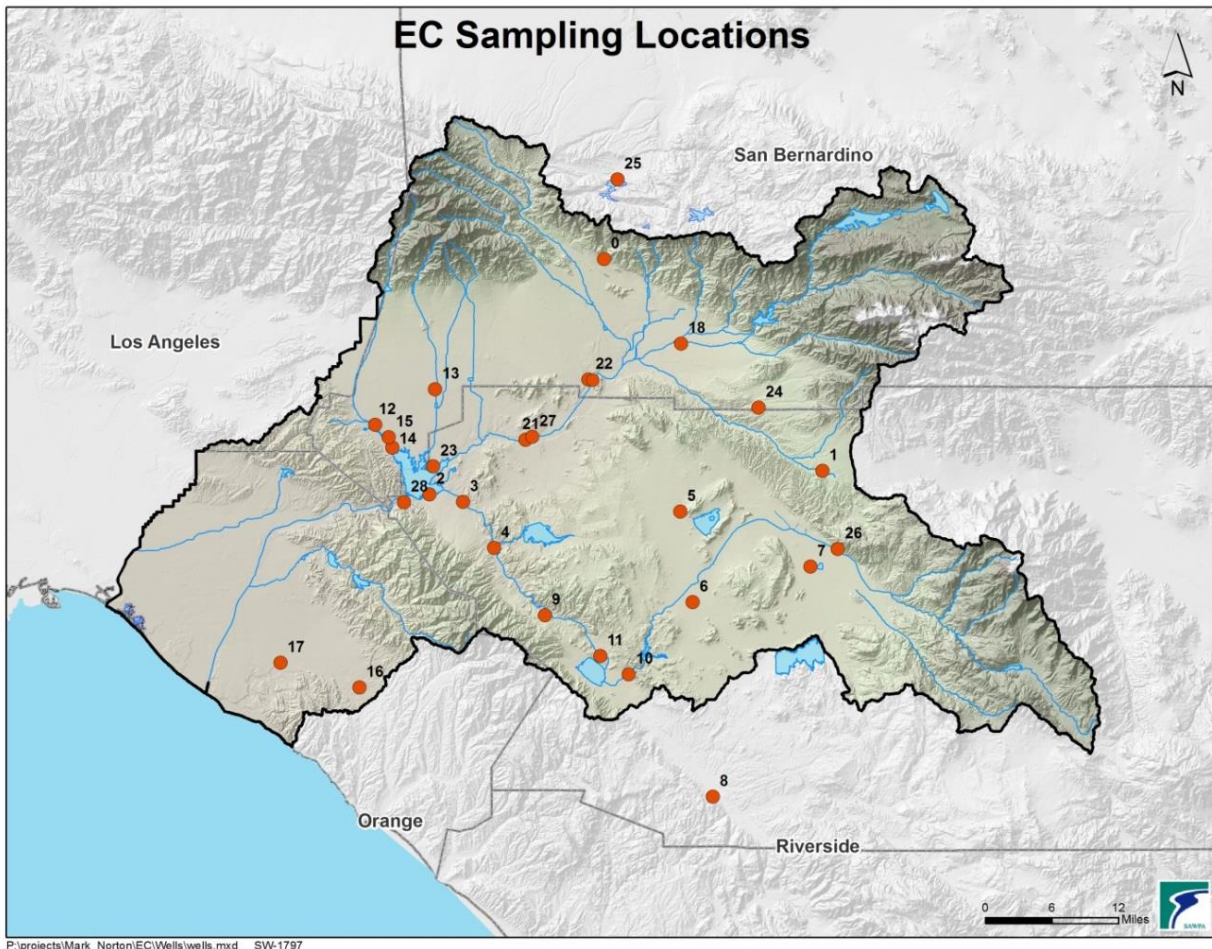 EC Sampling Locations
N
San Bernardino
25
0
Los Angeles
18
22
13
24
12
15
21 27
14
23
1
2
28
3
5
4
26
7
6
9
11
10
17
16
8
Orange
Riverside
0 6 12
Miles
SAWPA
P:\projects\Mark_Norton\EC\Wells\wells.mxd SW-1797